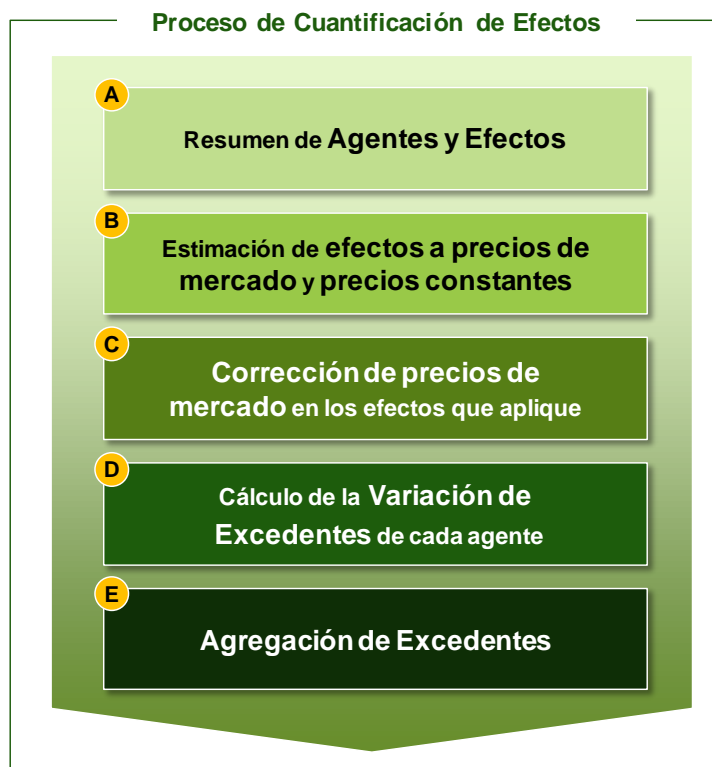 Proceso de Cuantificación de Efectos
A
Resumen de Agentes y Efectos
B
Estimación de efectos a precios de
mercado y precios constantes
C
Corrección de precios de
mercado en los efectos que aplique
D
Cálculo de la Variación de
Excedentes de cada agente
E
Agregación de Excedentes